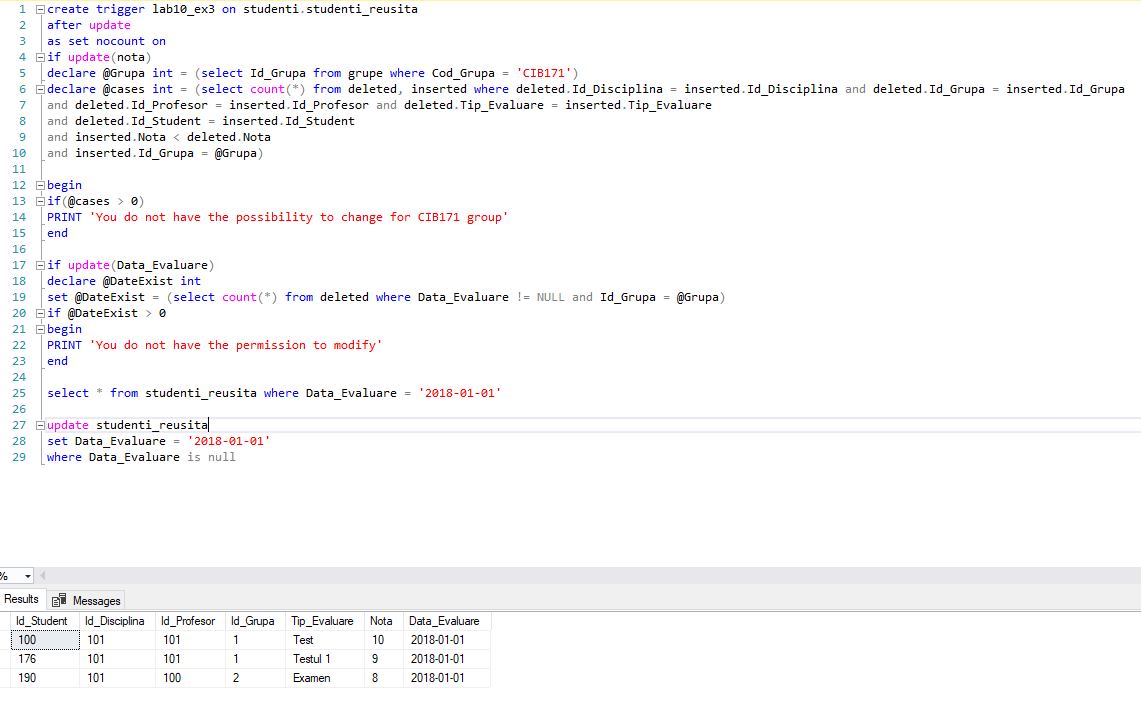 1 create trigger lab10_ex3 on studenti.studenti_reusita
2 after update
3 as set nocount on
4 if update(nota)
5 declare @Grupa int = (select Id_Grupa from grupe where Cod_Grupa = 'CIB171')
6 declare @cases int = (select count(*) from deleted, inserted where deleted.Id_Disciplina = inserted.Id_Disciplina and deleted.Id_Grupa = inserted.Id_Grupa
7 and deleted.Id_Profesor = inserted.Id_Profesor and deleted.Tip_Evaluare = inserted.Tip_Evaluare
8 and deleted.Id_Student = inserted.Id_Student
9 and inserted.Nota < deleted.Nota
10 and inserted.Id_Grupa = @Grupa)
11
12 begin
13 if(@cases > 0)
14 PRINT 'You do not have the possibility to change for CIB171 group'
15 end
16
17 if update(Data_Evaluare)
18 declare @DateExist int
19 set @DateExist = (select count(*) from deleted where Data_Evaluare != NULL and Id_Grupa = @Grupa)
20 if @DateExist > 0
21 begin
22 PRINT 'You do not have the permission to modify'
23 end
24
25 select * from studenti_reusita where Data_Evaluare = '2018-01-01'
26
27 update studenti_reusita
28 set Data_Evaluare = '2018-01-01'
29 where Data_Evaluare is null
%
Results Messages
Id_Student Id_Disciplina Id_Profesor Id_Grupa Tip_Evaluare Nota Data_Evaluare
100 101 101 1 Test 10 2018-01-01
176 101 101 1 Testul 1 9 2018-01-01
190 101 100 2 Examen 8 2018-01-01